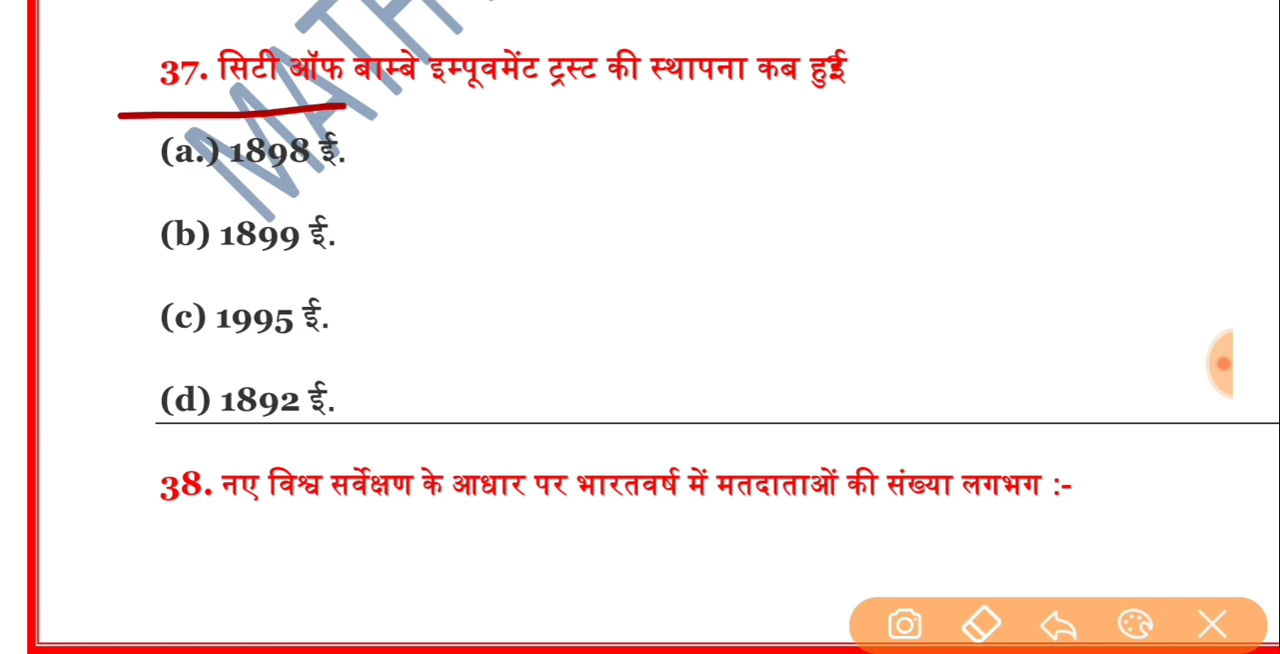 MATH
37. सिटी ऑफ बाम्बे इम्पूवमेंट ट्रस्ट की स्थापना कब हुई
(a.) 1898 ई.
(b) 1899 ई.
(c) 1995 ई.
(d) 1892 ई.
38. नए विश्व सर्वेक्षण के आधार पर भारतवर्ष में मतदाताओं की संख्या लगभग :-